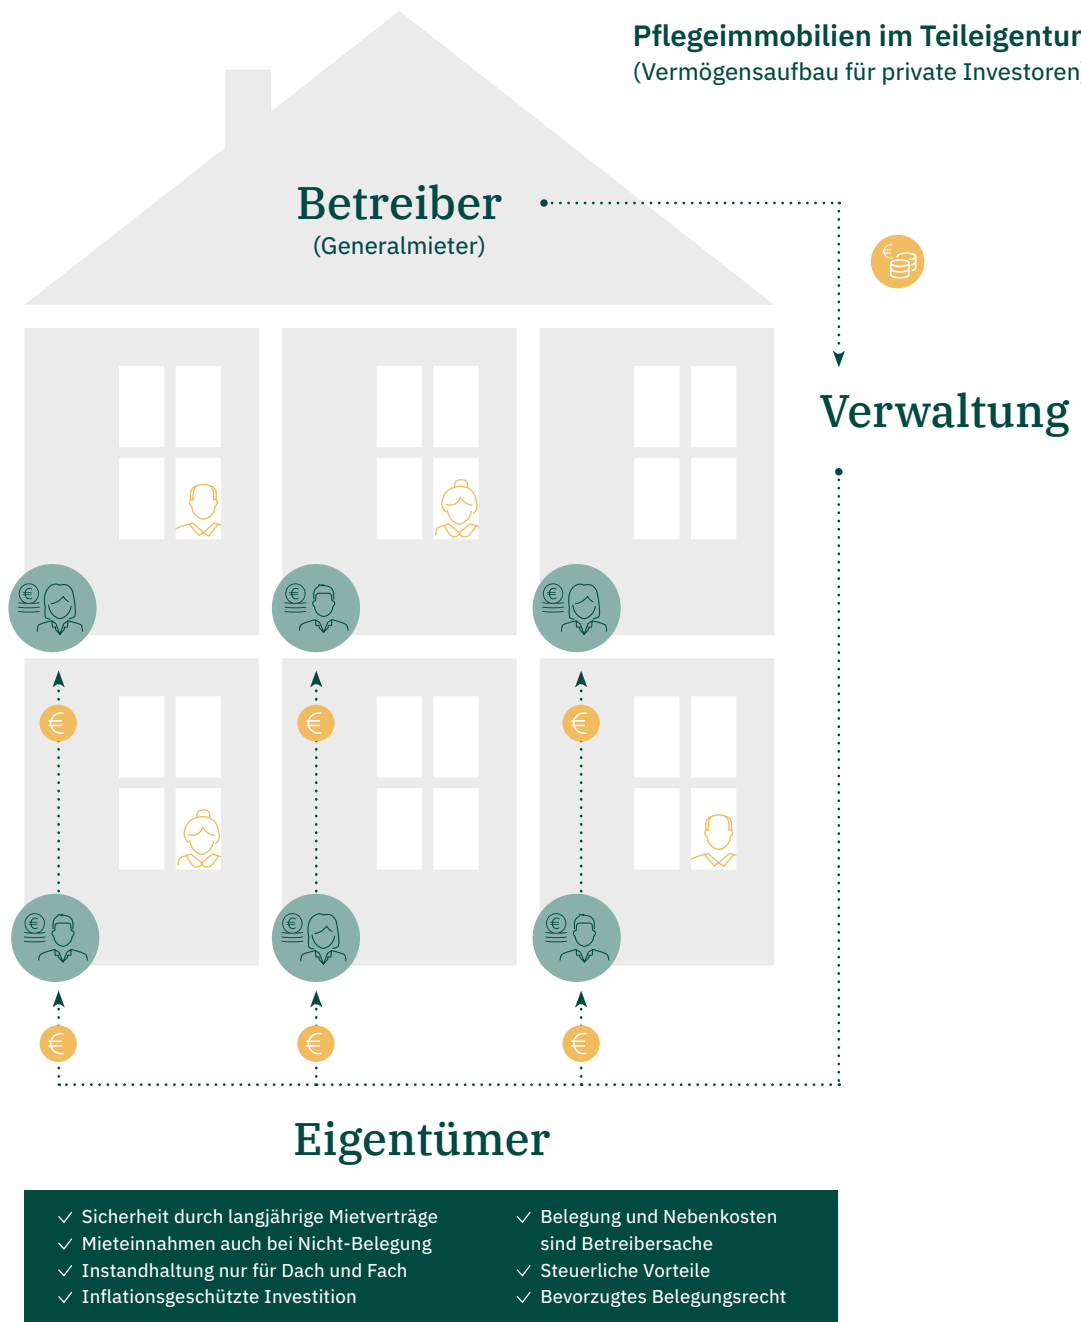 Pflegeimmobilien im Teileigentum
(Vermögensaufbau für private Investoren)
Betreiber
(Generalmieter)
Verwaltung
Eigentümer
✓ Sicherheit durch langjährige Mietverträge
✓ Mieteinnahmen auch bei Nicht-Belegung
✓ Instandhaltung nur für Dach und Fach
✓ Inflationsgeschützte Investition
✓ Belegung und Nebenkosten
sind Betreibersache
✓ Steuerliche Vorteile
✓ Bevorzugtes Belegungsrecht